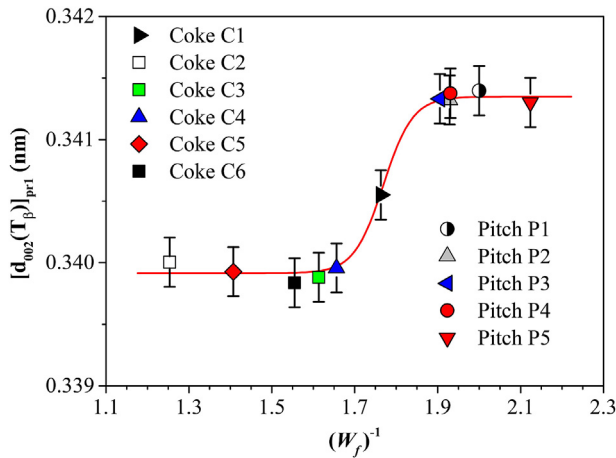 0.342
0.341
0.340
0.339
[d₀₀₂(Tᵦ)]ₚᵣ₁ (nm)
Coke C1
Coke C2
Coke C3
Coke C4
Coke C5
Coke C6
Pitch P1
Pitch P2
Pitch P3
Pitch P4
Pitch P5
1.1 1.3 1.5 1.7 1.9 2.1 2.3
(W_f)⁻¹